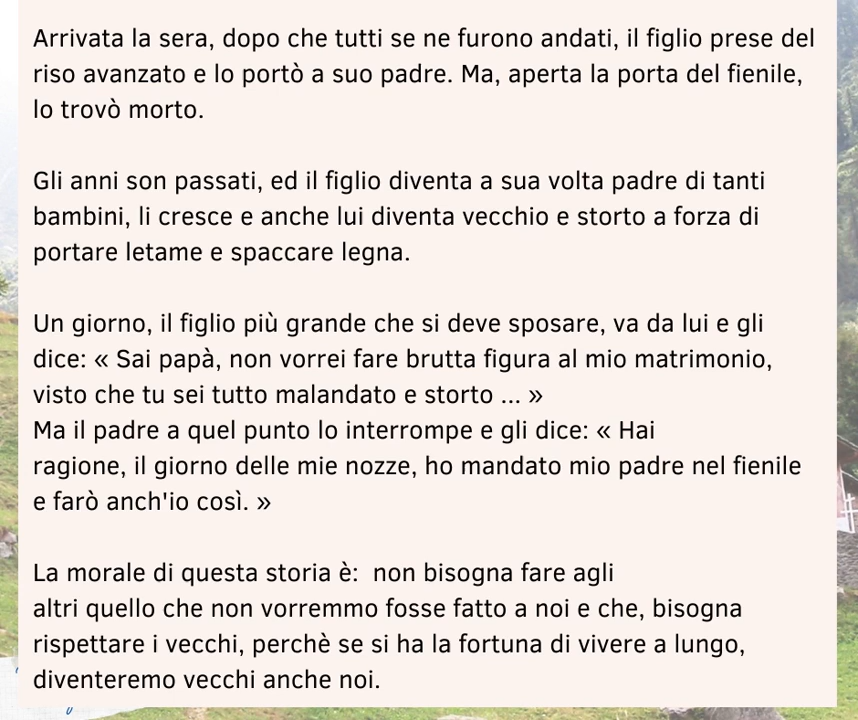 Arrivata la sera, dopo che tutti se ne furono andati, il figlio prese del
riso avanzato e lo portò a suo padre. Ma, aperta la porta del fienile,
lo trovò morto.
Gli anni son passati, ed il figlio diventa a sua volta padre di tanti
bambini, li cresce e anche lui diventa vecchio e storto a forza di
portare letame e spaccare legna.
Un giorno, il figlio più grande che si deve sposare, va da lui e gli
dice: « Sai papà, non vorrei fare brutta figura al mio matrimonio,
visto che tu sei tutto malandato e storto ... »
Ma il padre a quel punto lo interrompe e gli dice: « Hai
ragione, il giorno delle mie nozze, ho mandato mio padre nel fienile
e farò anch'io così. »
La morale di questa storia è:  non bisogna fare agli
altri quello che non vorremmo fosse fatto a noi e che, bisogna
rispettare i vecchi, perchè se si ha la fortuna di vivere a lungo,
diventeremo vecchi anche noi.